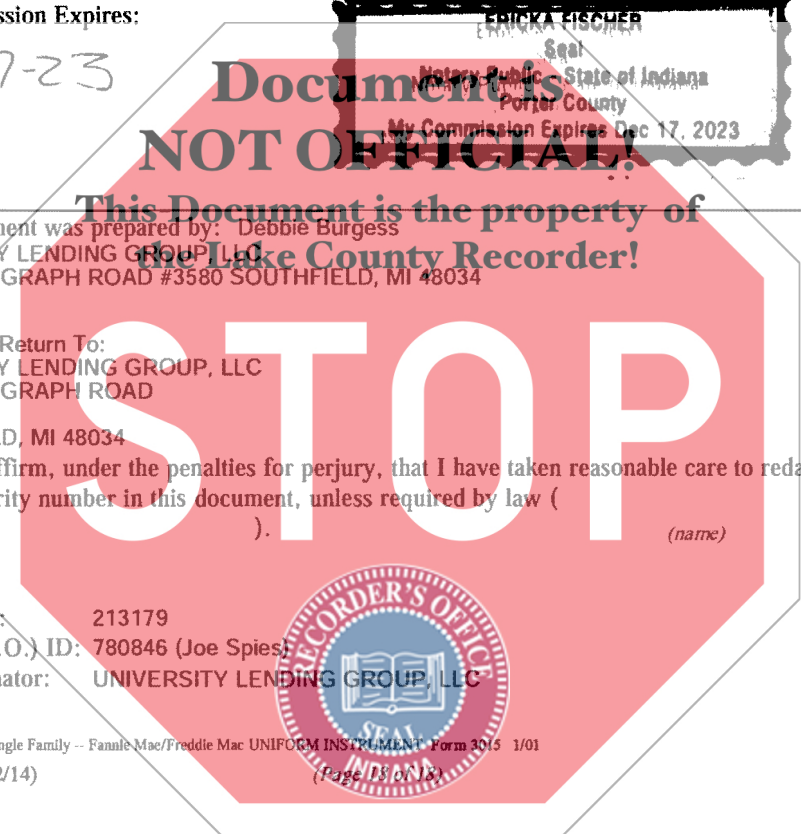 ssion Expires:
7-23
ERICKA FISCHER
Seal
Notary Public - State of Indiana
Porter County
My Commission Expires Dec 17, 2023
Document is
NOT OFFICIAL!
This Document is the property of
the Lake County Recorder!
ent was prepared by: Debbie Burgess
Y LENDING GROUP, LLC
GRAPH ROAD #3580 SOUTHFIELD, MI 48034
Return To:
Y LENDING GROUP, LLC
GRAPH ROAD
D, MI 48034
ffirm, under the penalties for perjury, that I have taken reasonable care to reda
rity number in this document, unless required by law (
).
(name)
STOP
: 213179
.O.) ID: 780846 (Joe Spies)
nator: UNIVERSITY LENDING GROUP, LLC
RECORDER'S OFFICE
SEAL
INDIANA
ngle Family -- Fannie Mae/Freddie Mac UNIFORM INSTRUMENT Form 3015 1/01
2/14)
(Page 18 of 18)